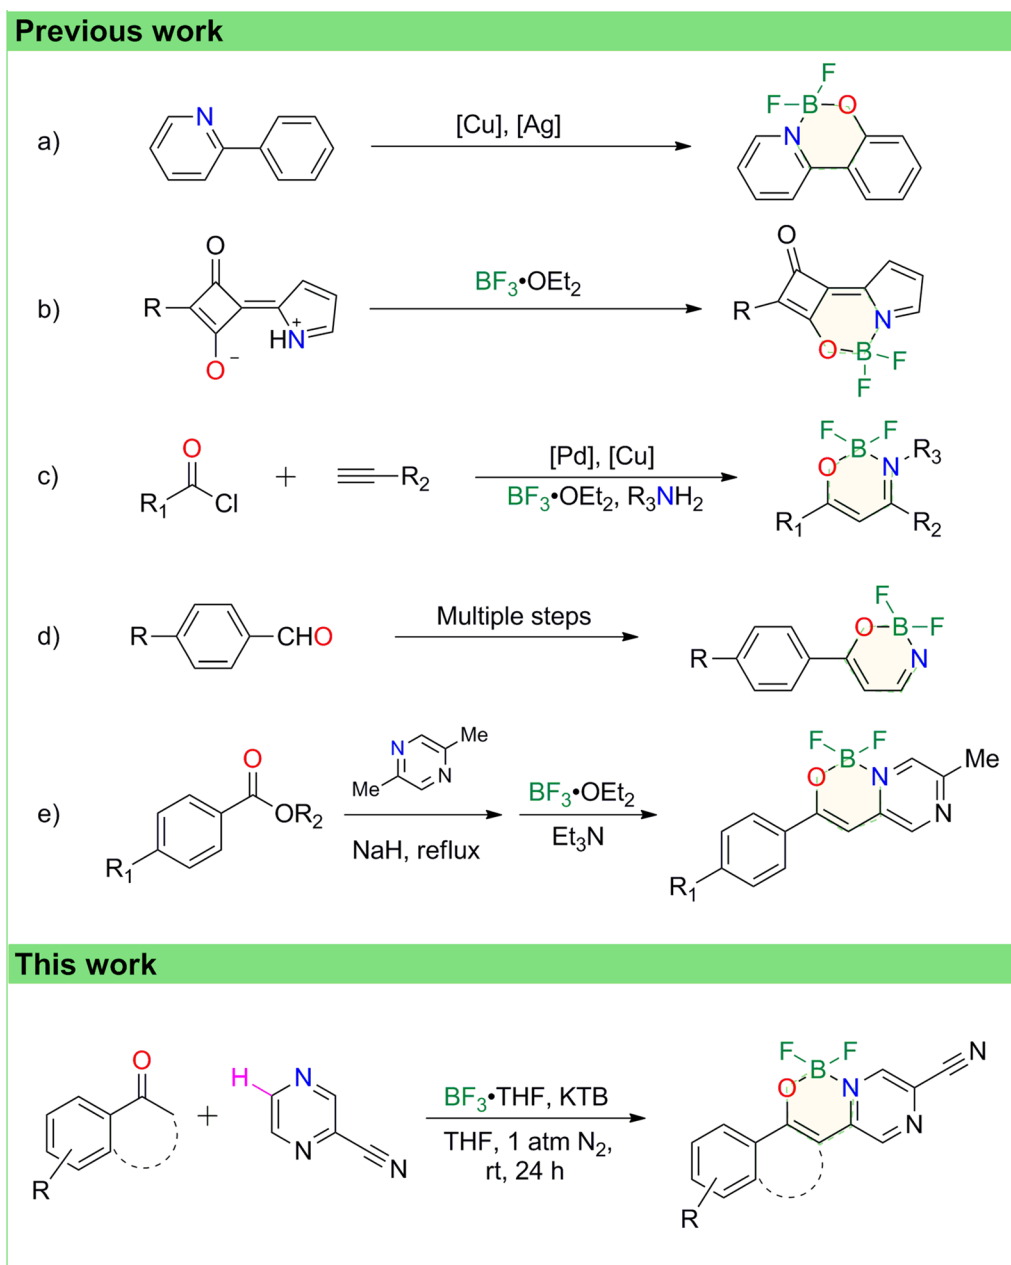 Previous work
a)
N
[Cu], [Ag]
F
F
B
O
N
b)
O
R
HN
+
O
−
BF3•OEt2
O
R
N
O
B
F
F
c)
O
R1
Cl
+
R2
[Pd], [Cu]
BF3•OEt2, R3NH2
F
F
B
O
N
R3
R1
R2
d)
R
CHO
Multiple steps
F
O
B
F
N
R
e)
O
OR2
R1
N
Me
Me
N
NaH, reflux
BF3•OEt2
Et3N
F
F
B
O
N
Me
N
R1
This work
O
R
+
H
N
N
N
BF3•THF, KTB
THF, 1 atm N2,
rt, 24 h
F
F
B
O
N
N
N
R